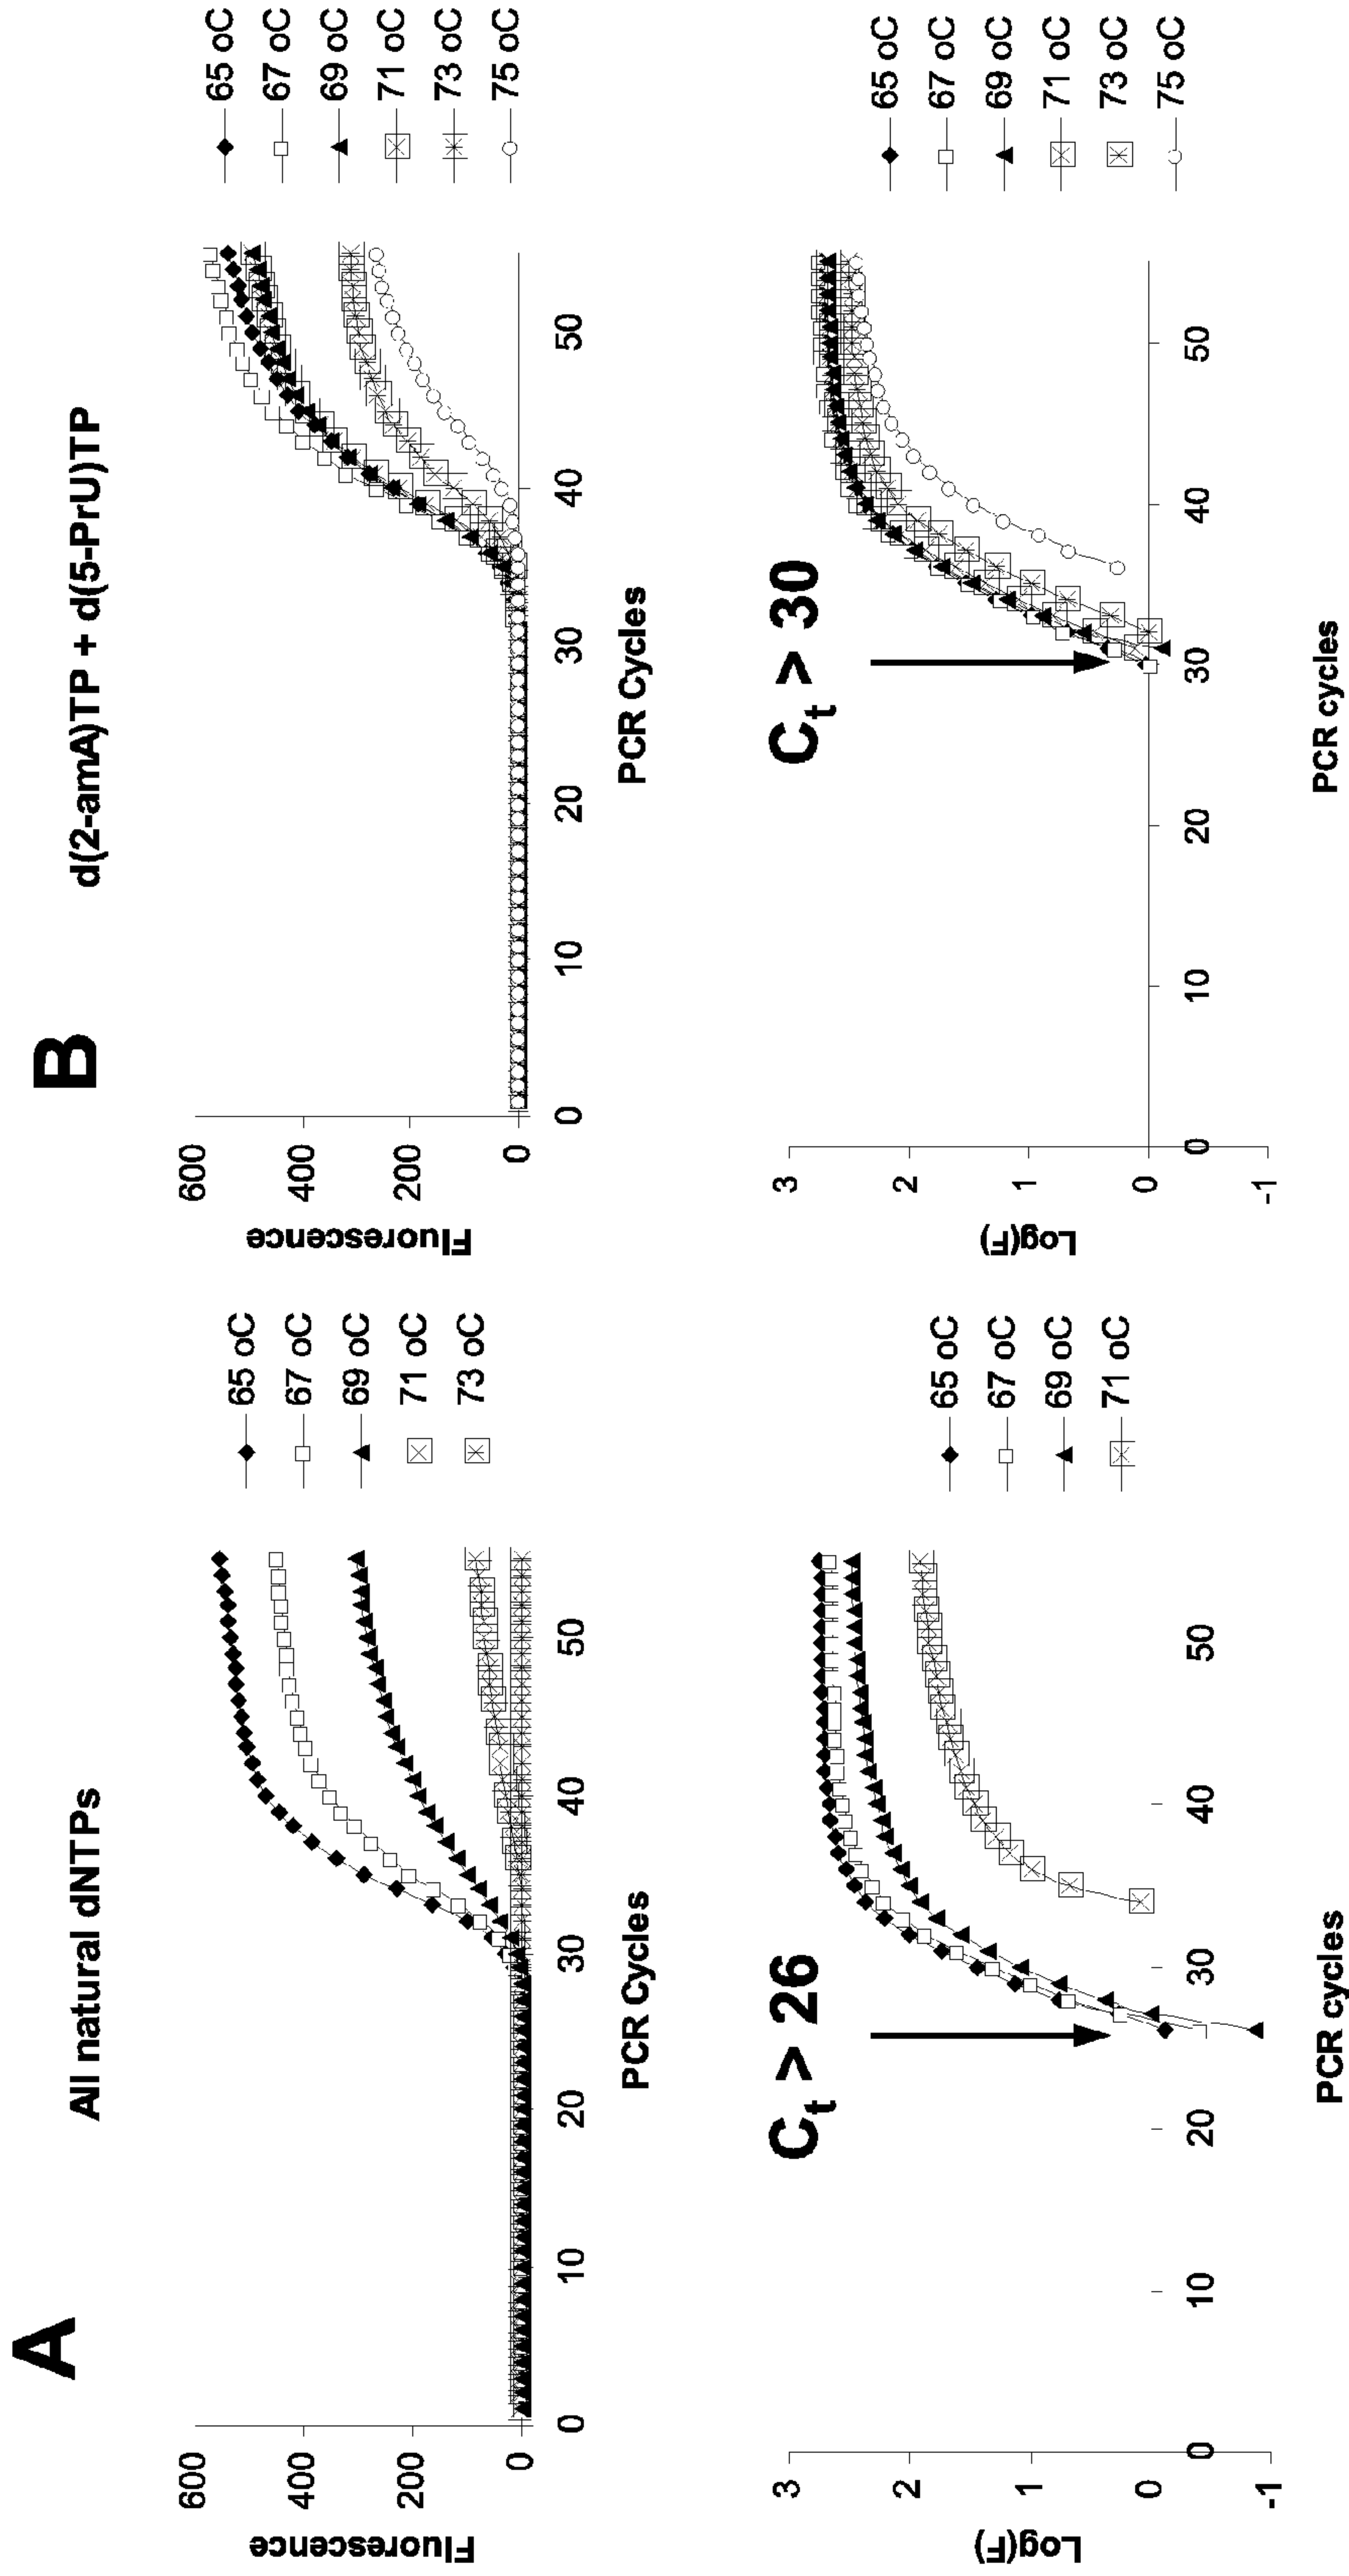 A
All natural dNTPs
600
400
200
0
Fluorescence
0 10 20 30 40 50
PCR Cycles
65 oC
67 oC
69 oC
71 oC
73 oC
Ct > 26
3
2
1
0
-1
Log(F)
0 10 20 30 40 50
PCR cycles
65 oC
67 oC
69 oC
71 oC
B
d(2-amA)TP + d(5-PrU)TP
600
400
200
0
Fluorescence
0 10 20 30 40 50
PCR Cycles
65 oC
67 oC
69 oC
71 oC
73 oC
75 oC
Ct > 30
3
2
1
0
-1
Log(F)
0 10 20 30 40 50
PCR cycles
65 oC
67 oC
69 oC
71 oC
73 oC
75 oC